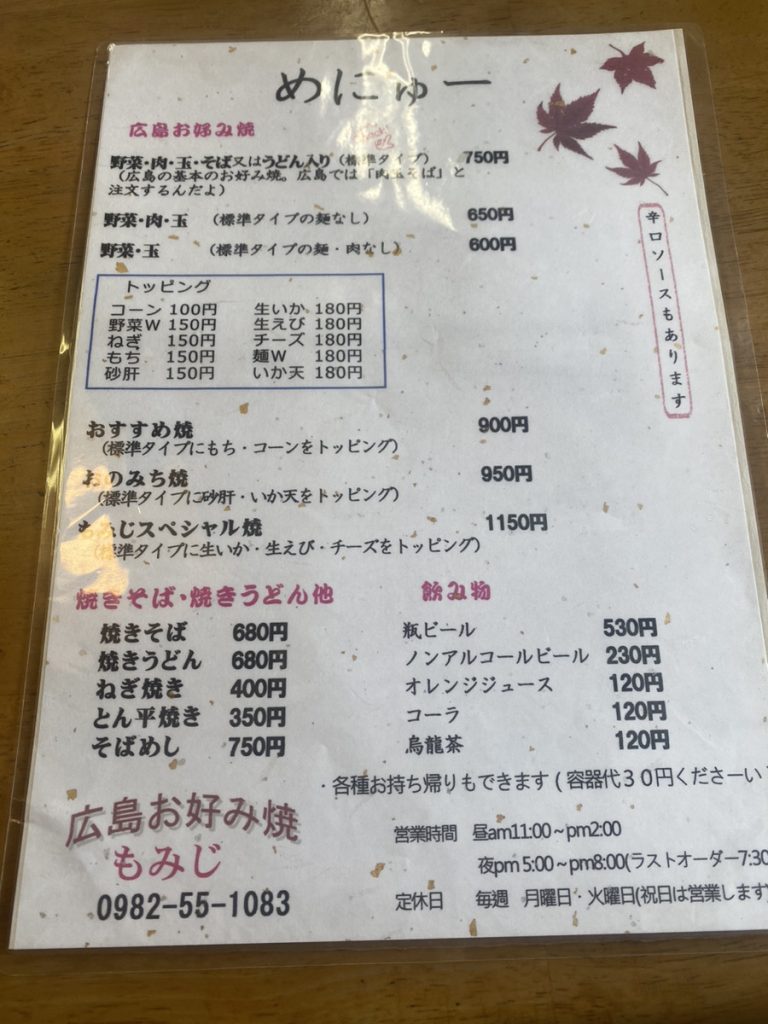 めにゅー
広島お好み焼
野菜・肉・玉・そば又はうどん入り(標準タイプ) 750円
(広島の基本のお好み焼。広島では「肉玉そば」と
注文するんだよ)
野菜・肉・玉 (標準タイプの麺なし) 650円
野菜・玉 (標準タイプの麺・肉なし) 600円
辛口ソースもあります
トッピング
コーン 100円 生いか 180円
野菜W 150円 生えび 180円
ねぎ 150円 チーズ 180円
もち 150円 麺W 180円
砂肝 150円 いか天 180円
おすすめ焼 900円
(標準タイプにもち・コーンをトッピング)
おのみち焼 950円
(標準タイプに砂肝・いか天をトッピング)
もみじスペシャル焼 1150円
(標準タイプに生いか・生えび・チーズをトッピング)
焼きそば・焼きうどん他
焼きそば 680円
焼きうどん 680円
ねぎ焼き 400円
とん平焼き 350円
そばめし 750円
飲み物
瓶ビール 530円
ノンアルコールビール 230円
オレンジジュース 120円
コーラ 120円
烏龍茶 120円
・各種お持ち帰りもできます(容器代30円くださーい)
広島お好み焼
もみじ
0982-55-1083
営業時間 昼am11:00~pm2:00
夜pm5:00~pm8:00(ラストオーダー7:30
定休日 毎週 月曜日・火曜日(祝日は営業します)